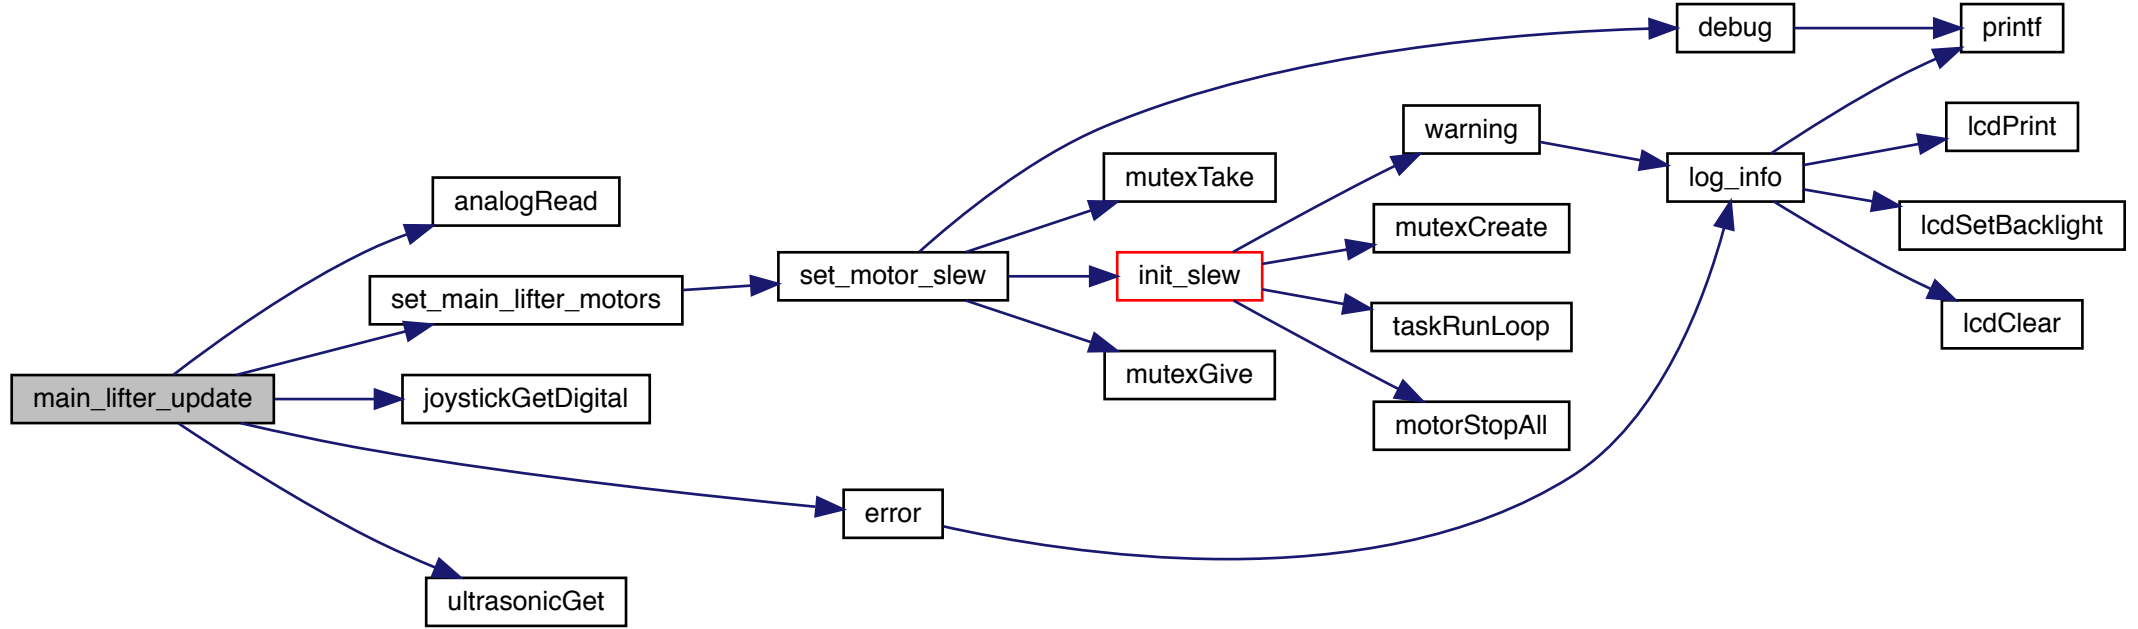 main_lifter_update
analogRead
set_main_lifter_motors
joystickGetDigital
error
ultrasonicGet
set_motor_slew
debug
mutexTake
init_slew
mutexGive
warning
mutexCreate
taskRunLoop
motorStopAll
log_info
printf
lcdPrint
lcdSetBacklight
lcdClear